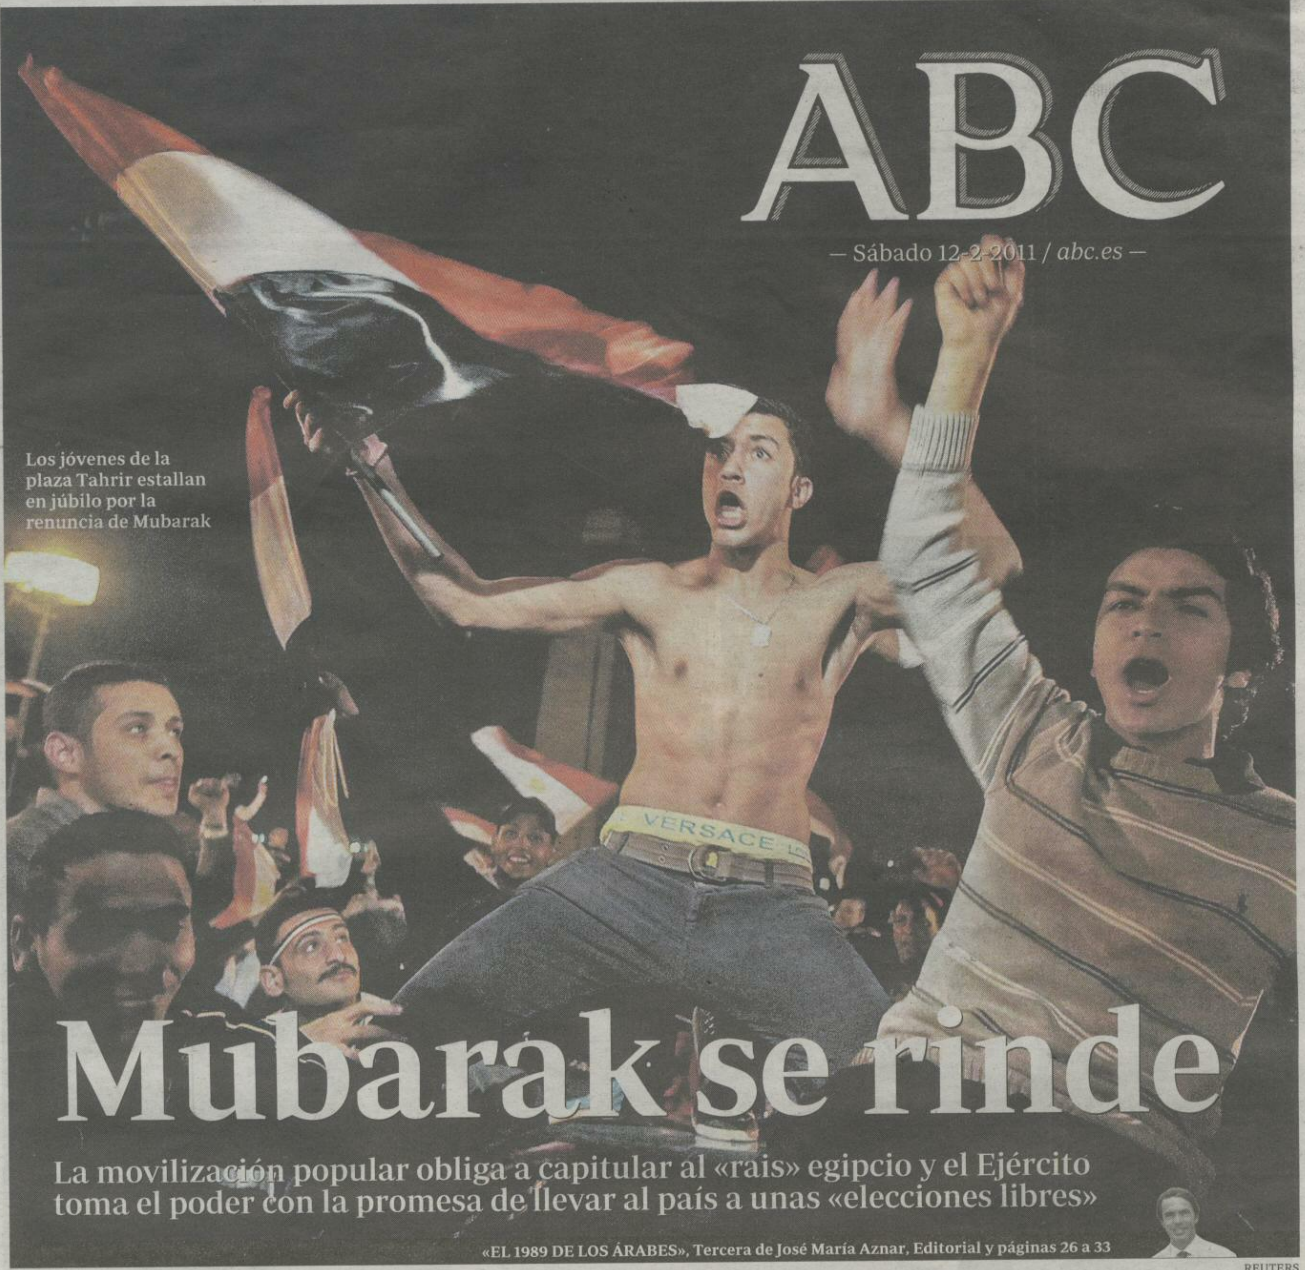 ABC
— Sábado 12-2-2011 / abc.es —
Los jóvenes de la
plaza Tahrir estallan
en júbilo por la
renuncia de Mubarak
VERSACE
Mubarak se rinde
La movilización popular obliga a capitular al «rais» egipcio y el Ejército
toma el poder con la promesa de llevar al país a unas «elecciones libres»
«EL 1989 DE LOS ÁRABES», Tercera de José María Aznar, Editorial y páginas 26 a 33
REUTERS